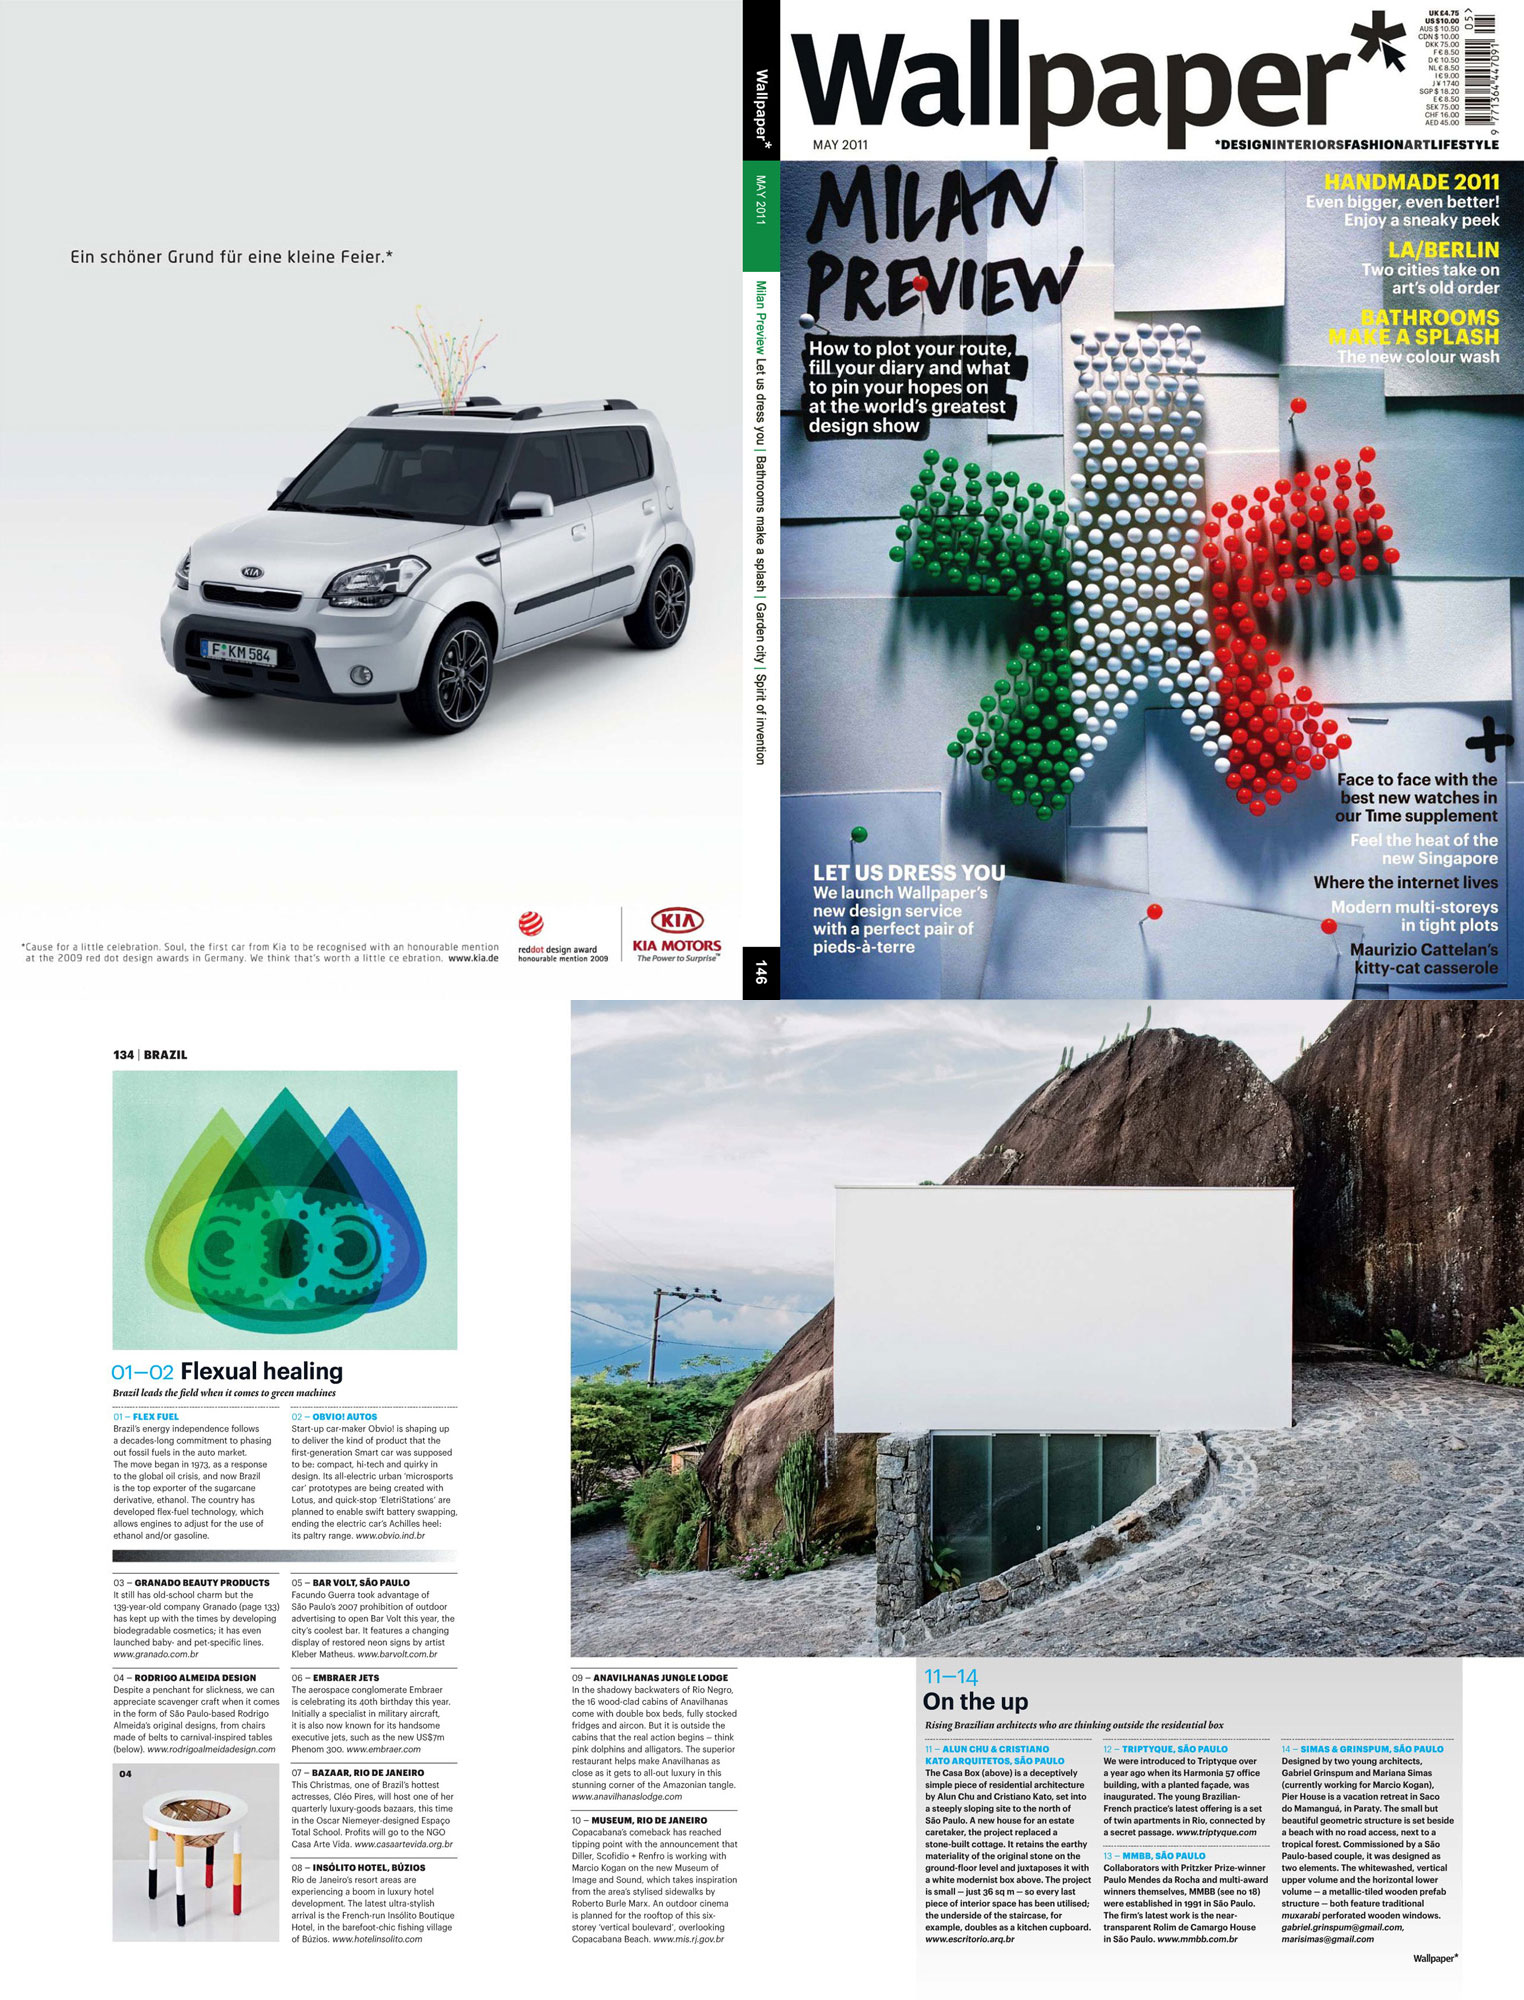 Ein schöner Grund für eine kleine Feier.*
KIA
F KM 584
*Cause for a little celebration. Soul, the first car from Kia to be recognised with an honourable mention
at the 2009 red dot design awards in Germany. We think that's worth a little ce ebration. www.kia.de
reddot design award
honourable mention 2009
KIA
KIA MOTORS
The Power to Surprise™
Wallpaper*
MAY 2011
Milan Preview Let us dress you | Bathrooms make a splash | Garden city | Spirit of invention
146
Wallpaper*
MAY 2011
*DESIGNINTERIORSFASHIONARTLIFESTYLE
UK £4.75
US $10.00
AUS $ 10.50
CDN $ 10.00
DKK 75.00
F € 8.50
D € 10.50
NL € 8.50
I € 9.00
J ¥ 1740
SGP $ 18.20
E € 8.50
SEK 75.00
CHF 16.00
AED 45.00
05>
9 771364 447091
MILAN
PREVIEW
How to plot your route,
fill your diary and what
to pin your hopes on
at the world's greatest
design show
HANDMADE 2011
Even bigger, even better!
Enjoy a sneaky peek
LA/BERLIN
Two cities take on
art's old order
BATHROOMS
MAKE A SPLASH
The new colour wash
+
Face to face with the
best new watches in
our Time supplement
Feel the heat of the
new Singapore
Where the internet lives
Modern multi-storeys
in tight plots
Maurizio Cattelan's
kitty-cat casserole
LET US DRESS YOU
We launch Wallpaper's
new design service
with a perfect pair of
pieds-à-terre
134 | BRAZIL
01–02 Flexual healing
Brazil leads the field when it comes to green machines
01 – FLEX FUEL
Brazil's energy independence follows
a decades-long commitment to phasing
out fossil fuels in the auto market.
The move began in 1973, as a response
to the global oil crisis, and now Brazil
is the top exporter of the sugarcane
derivative, ethanol. The country has
developed flex-fuel technology, which
allows engines to adjust for the use of
ethanol and/or gasoline.
02 – OBVIO! AUTOS
Start-up car-maker Obvio! is shaping up
to deliver the kind of product that the
first-generation Smart car was supposed
to be: compact, hi-tech and quirky in
design. Its all-electric urban 'microsports
car' prototypes are being created with
Lotus, and quick-stop 'EletriStations' are
planned to enable swift battery swapping,
ending the electric car's Achilles heel:
its paltry range. www.obvio.ind.br
03 – GRANADO BEAUTY PRODUCTS
It still has old-school charm but the
139-year-old company Granado (page 133)
has kept up with the times by developing
biodegradable cosmetics; it has even
launched baby- and pet-specific lines.
www.granado.com.br
04 – RODRIGO ALMEIDA DESIGN
Despite a penchant for slickness, we can
appreciate scavenger craft when it comes
in the form of São Paulo-based Rodrigo
Almeida's original designs, from chairs
made of belts to carnival-inspired tables
(below). www.rodrigoalmeidadesign.com
04
05 – BAR VOLT, SÃO PAULO
Facundo Guerra took advantage of
São Paulo's 2007 prohibition of outdoor
advertising to open Bar Volt this year, the
city's coolest bar. It features a changing
display of restored neon signs by artist
Kleber Matheus. www.barvolt.com.br
06 – EMBRAER JETS
The aerospace conglomerate Embraer
is celebrating its 40th birthday this year.
Initially a specialist in military aircraft,
it is also now known for its handsome
executive jets, such as the new US$7m
Phenom 300. www.embraer.com
07 – BAZAAR, RIO DE JANEIRO
This Christmas, one of Brazil's hottest
actresses, Cléo Pires, will host one of her
quarterly luxury-goods bazaars, this time
in the Oscar Niemeyer-designed Espaço
Total School. Profits will go to the NGO
Casa Arte Vida. www.casaartevida.org.br
08 – INSÓLITO HOTEL, BÚZIOS
Rio de Janeiro's resort areas are
experiencing a boom in luxury hotel
development. The latest ultra-stylish
arrival is the French-run Insólito Boutique
Hotel, in the barefoot-chic fishing village
of Búzios. www.hotelinsolito.com
09 – ANAVILHANAS JUNGLE LODGE
In the shadowy backwaters of Rio Negro,
the 16 wood-clad cabins of Anavilhanas
come with double box beds, fully stocked
fridges and aircon. But it is outside the
cabins that the real action begins – think
pink dolphins and alligators. The superior
restaurant helps make Anavilhanas as
close as it gets to all-out luxury in this
stunning corner of the Amazonian tangle.
www.anavilhanaslodge.com
10 – MUSEUM, RIO DE JANEIRO
Copacabana's comeback has reached
tipping point with the announcement that
Diller, Scofidio + Renfro is working with
Marcio Kogan on the new Museum of
Image and Sound, which takes inspiration
from the area's stylised sidewalks by
Roberto Burle Marx. An outdoor cinema
is planned for the rooftop of this six-
storey 'vertical boulevard', overlooking
Copacabana Beach. www.mis.rj.gov.br
11–14
On the up
Rising Brazilian architects who are thinking outside the residential box
11 – ALUN CHU & CRISTIANO
KATO ARQUITETOS, SÃO PAULO
The Casa Box (above) is a deceptively
simple piece of residential architecture
by Alun Chu and Cristiano Kato, set into
a steeply sloping site to the north of
São Paulo. A new house for an estate
caretaker, the project replaced a
stone-built cottage. It retains the earthy
materiality of the original stone on the
ground-floor level and juxtaposes it with
a white modernist box above. The project
is small – just 36 sq m – so every last
piece of interior space has been utilised;
the underside of the staircase, for
example, doubles as a kitchen cupboard.
www.escritorio.arq.br
12 – TRIPTYQUE, SÃO PAULO
We were introduced to Triptyque over
a year ago when its Harmonia 57 office
building, with a planted façade, was
inaugurated. The young Brazilian-
French practice's latest offering is a set
of twin apartments in Rio, connected by
a secret passage. www.triptyque.com
13 – MMBB, SÃO PAULO
Collaborators with Pritzker Prize-winner
Paulo Mendes da Rocha and multi-award
winners themselves, MMBB (see no 18)
were established in 1991 in São Paulo.
The firm's latest work is the near-
transparent Rolim de Camargo House
in São Paulo. www.mmbb.com.br
14 – SIMAS & GRINSPUM, SÃO PAULO
Designed by two young architects,
Gabriel Grinspum and Mariana Simas
(currently working for Marcio Kogan),
Pier House is a vacation retreat in Saco
do Mamanguá, in Paraty. The small but
beautiful geometric structure is set beside
a beach with no road access, next to a
tropical forest. Commissioned by a São
Paulo-based couple, it was designed as
two elements. The whitewashed, vertical
upper volume and the horizontal lower
volume – a metallic-tiled wooden prefab
structure – both feature traditional
muxarabi perforated wooden windows.
gabriel.grinspum@gmail.com,
marisimas@gmail.com
Wallpaper*